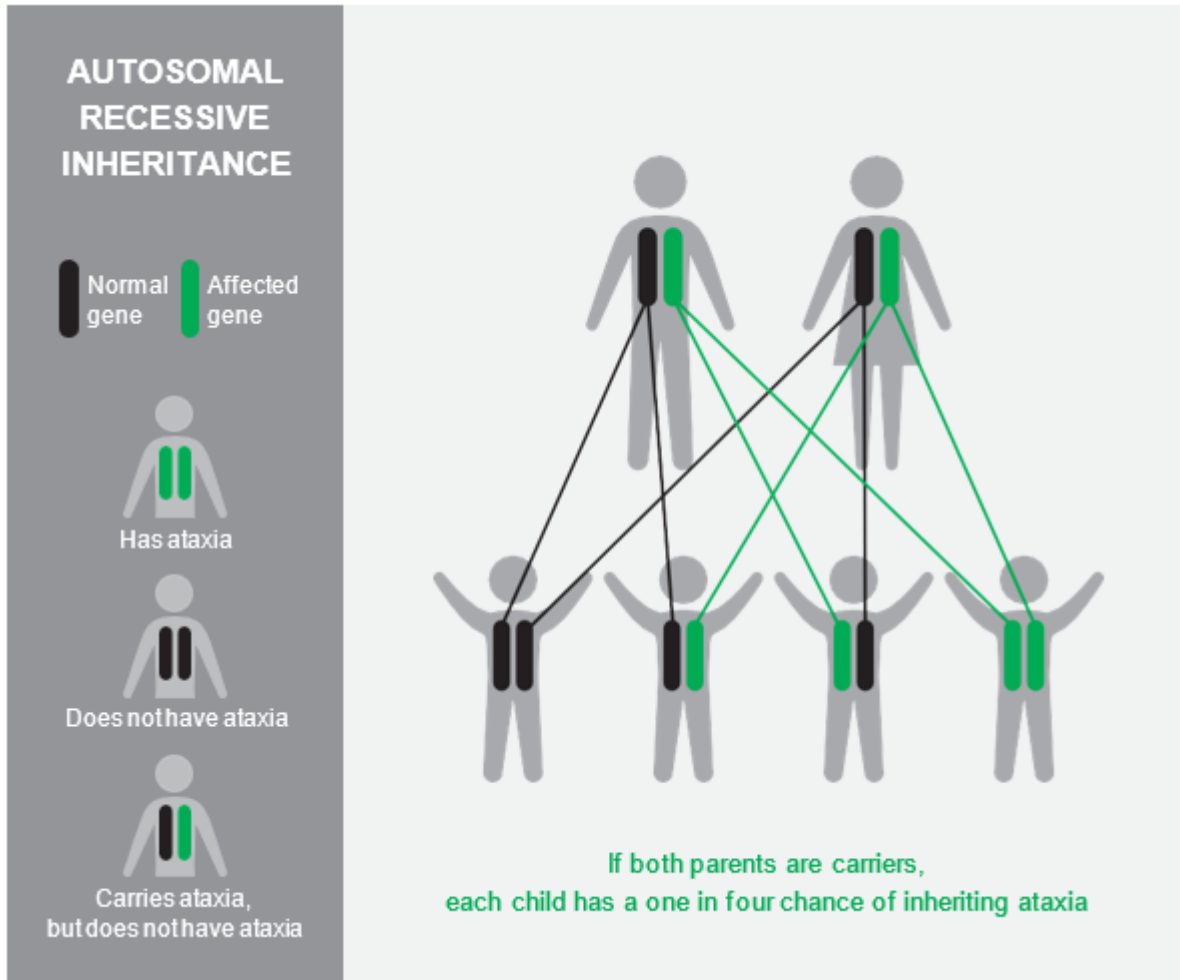 AUTOSOMAL
RECESSIVE
INHERITANCE
Normal
gene
Affected
gene
Has ataxia
Does not have ataxia
Carries ataxia,
but does not have ataxia
If both parents are carriers,
each child has a one in four chance of inheriting ataxia